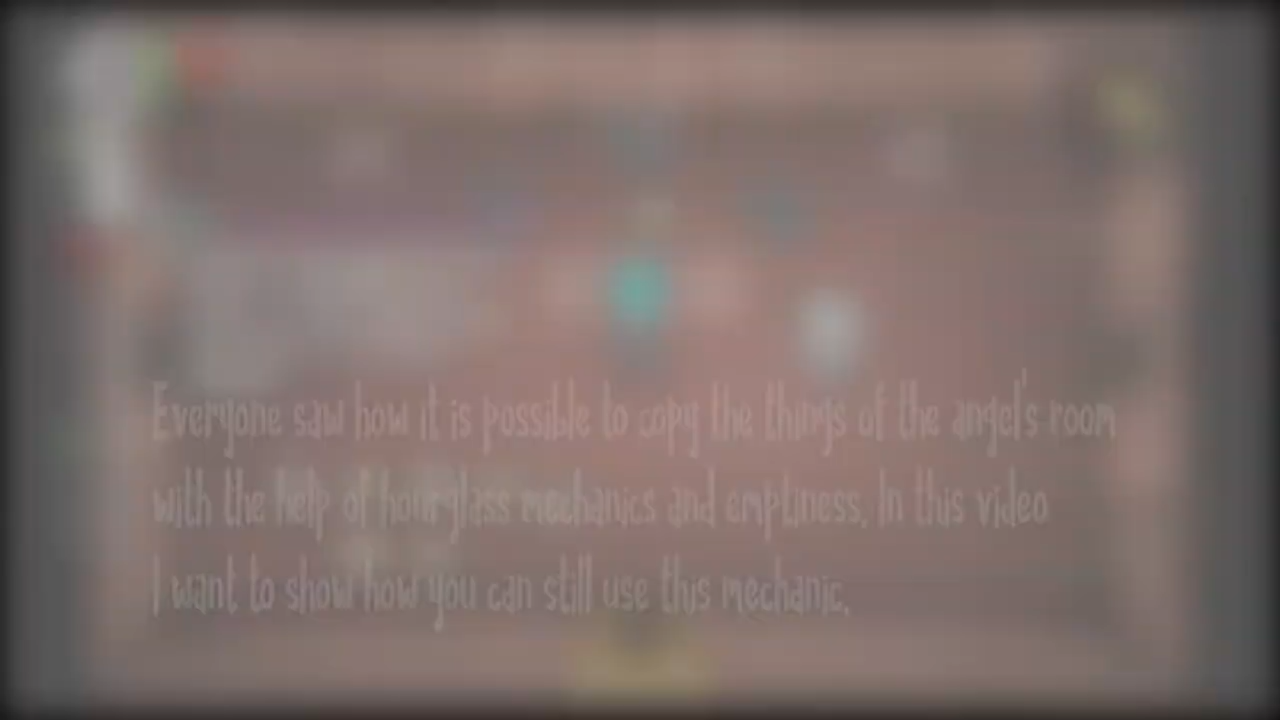 Everyone saw how it is possible to copy the things of the angel's room
with the help of hourglass mechanics and emptiness. In this video
I want to show how you can still use this mechanic.